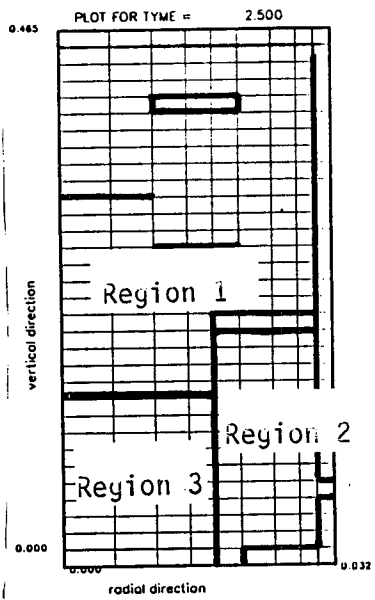 PLOT FOR TYME = 2.500
0.465
Region 1
vertical direction
Region 2
Region 3
0.000
0.000
0.032
radial direction